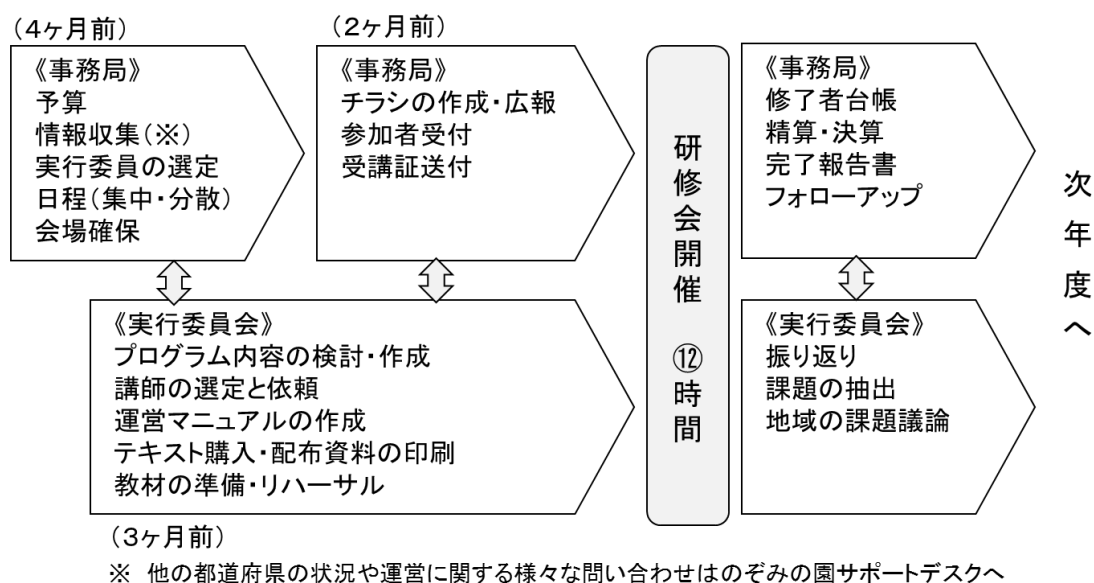 (4ヶ月前)
《事務局》
予算
情報収集(※)
実行委員の選定
日程(集中・分散)
会場確保
(2ヶ月前)
《事務局》
チラシの作成・広報
参加者受付
受講証送付
《実行委員会》
プログラム内容の検討・作成
講師の選定と依頼
運営マニュアルの作成
テキスト購入・配布資料の印刷
教材の準備・リハーサル
(3ヶ月前)
研修会開催 ⑫時間
《事務局》
修了者台帳
精算・決算
完了報告書
フォローアップ
《実行委員会》
振り返り
課題の抽出
地域の課題議論
次年度へ
※ 他の都道府県の状況や運営に関する様々な問い合わせはのぞみの園サポートデスクへ